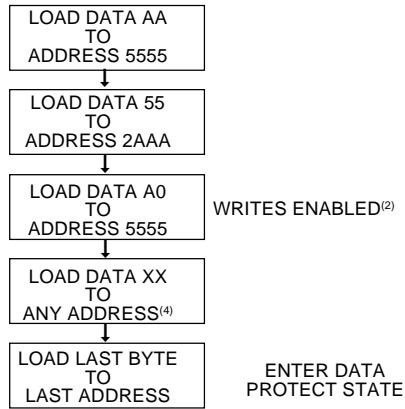 LOAD DATA AA
TO
ADDRESS 5555
LOAD DATA 55
TO
ADDRESS 2AAA
LOAD DATA A0
TO
ADDRESS 5555
WRITES ENABLED(2)
LOAD DATA XX
TO
ANY ADDRESS(4)
LOAD LAST BYTE
TO
LAST ADDRESS
ENTER DATA
PROTECT STATE